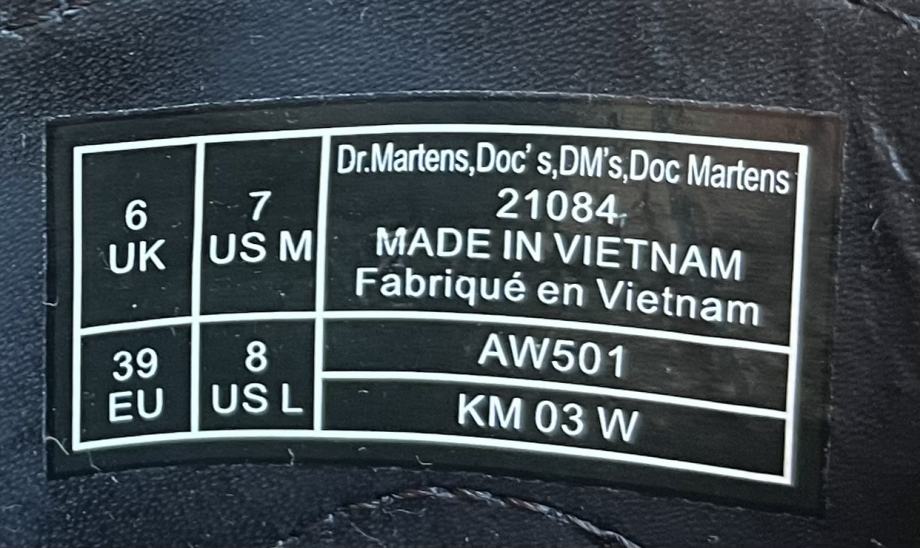 6
UK
7
US M
39
EU
8
US L
Dr.Martens,Doc's,DM's,Doc Martens
21084
MADE IN VIETNAM
Fabriqué en Vietnam
AW501
KM 03 W